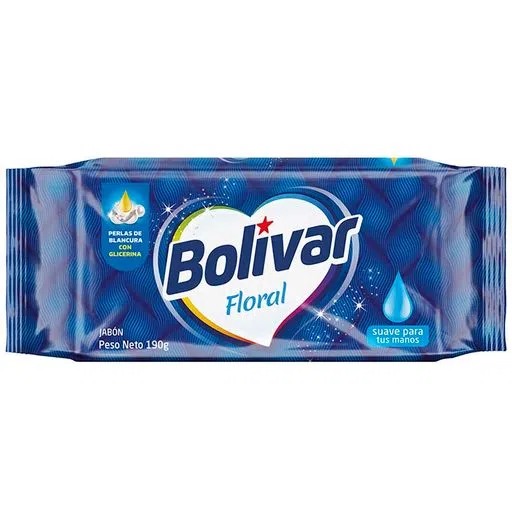 PERLAS DE
BLANCURA
CON
GLICERINA
Bolivar
Floral
JABÓN
Peso Neto 190g
suave para
tus manos